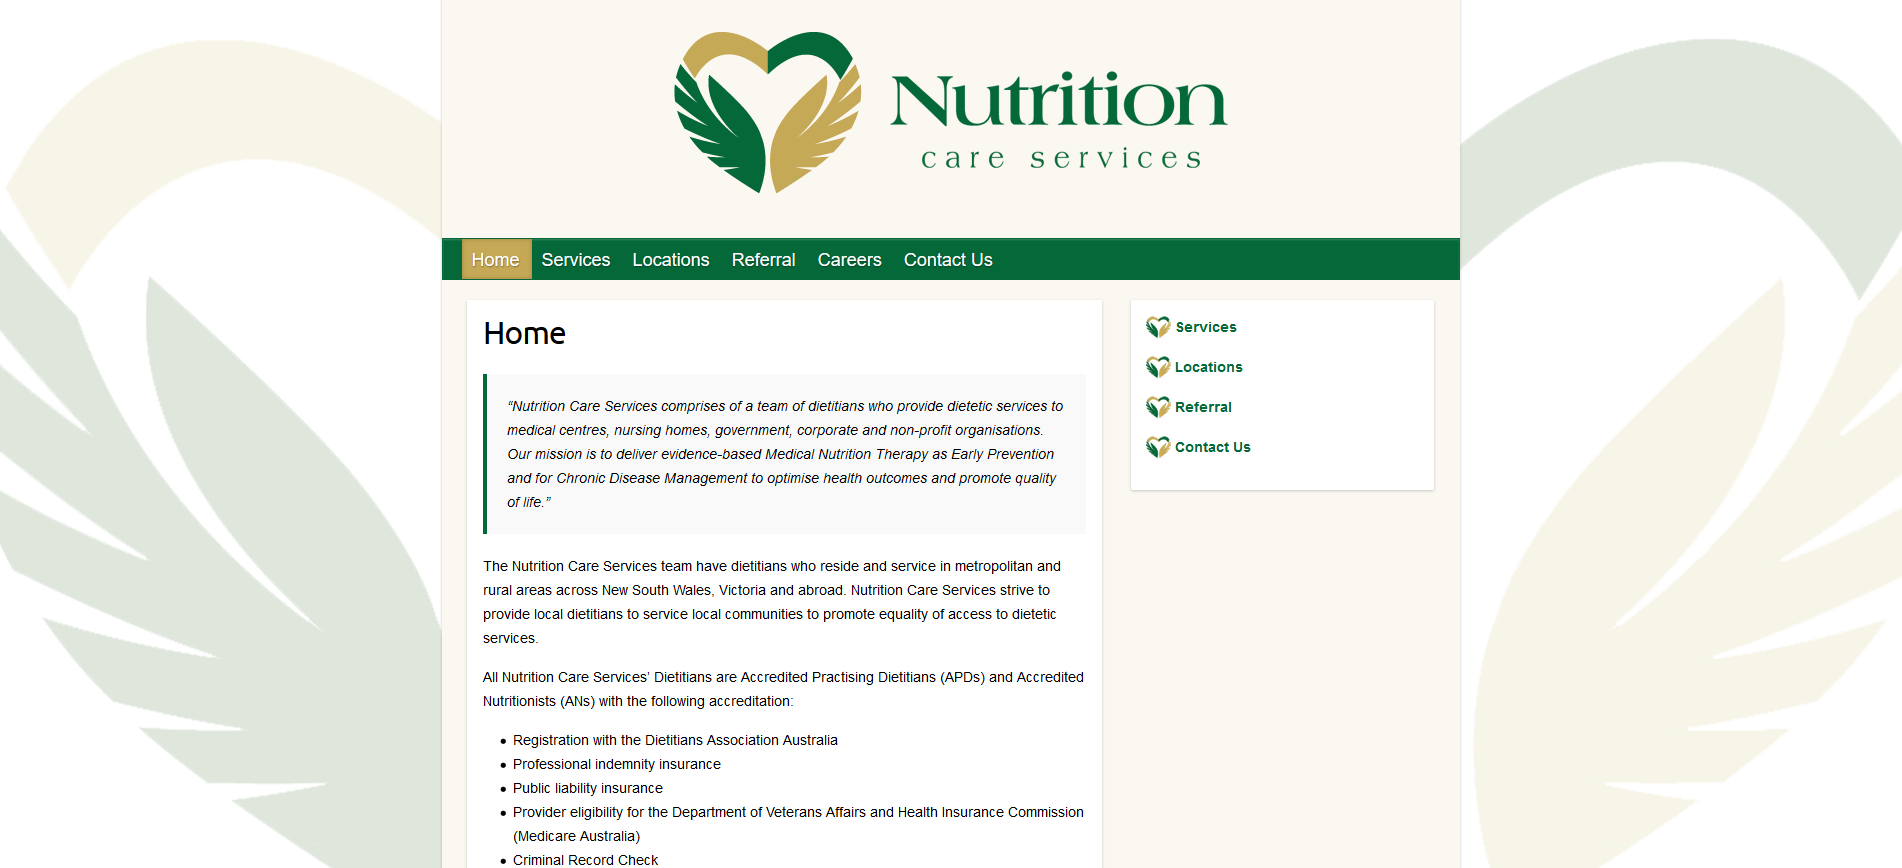 Nutrition
care services
Home Services Locations Referral Careers Contact Us
Home
“Nutrition Care Services comprises of a team of dietitians who provide dietetic services to
medical centres, nursing homes, government, corporate and non-profit organisations.
Our mission is to deliver evidence-based Medical Nutrition Therapy as Early Prevention
and for Chronic Disease Management to optimise health outcomes and promote quality
of life.”
The Nutrition Care Services team have dietitians who reside and service in metropolitan and
rural areas across New South Wales, Victoria and abroad. Nutrition Care Services strive to
provide local dietitians to service local communities to promote equality of access to dietetic
services.
All Nutrition Care Services’ Dietitians are Accredited Practising Dietitians (APDs) and Accredited
Nutritionists (ANs) with the following accreditation:
• Registration with the Dietitians Association Australia
• Professional indemnity insurance
• Public liability insurance
• Provider eligibility for the Department of Veterans Affairs and Health Insurance Commission
(Medicare Australia)
• Criminal Record Check
Services
Locations
Referral
Contact Us